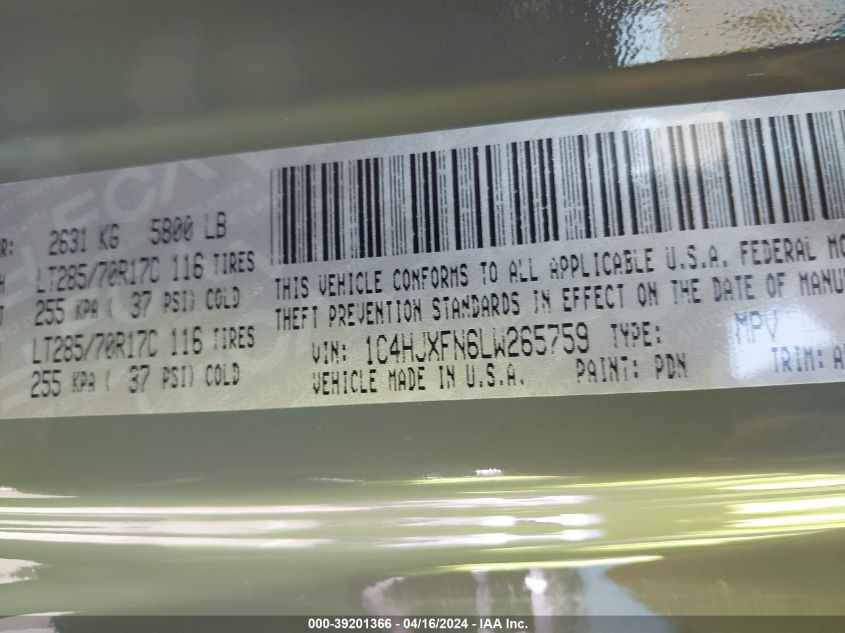 R: 2631 KG 5800 LB
LT285/70R17C 116 TIRES
255 KPA ( 37 PSI) COLD
LT285/70R17C 116 TIRES
255 KPA ( 37 PSI) COLD
THIS VEHICLE CONFORMS TO ALL APPLICABLE U.S.A. FEDERAL MO
THEFT PREVENTION STANDARDS IN EFFECT ON THE DATE OF MANU
VIN: 1C4HJXFN6LW265759 TYPE: MPV
VEHICLE MADE IN U.S.A. PAINT: PDN TRIM: A
000-39201366 - 04/16/2024 - IAA Inc.